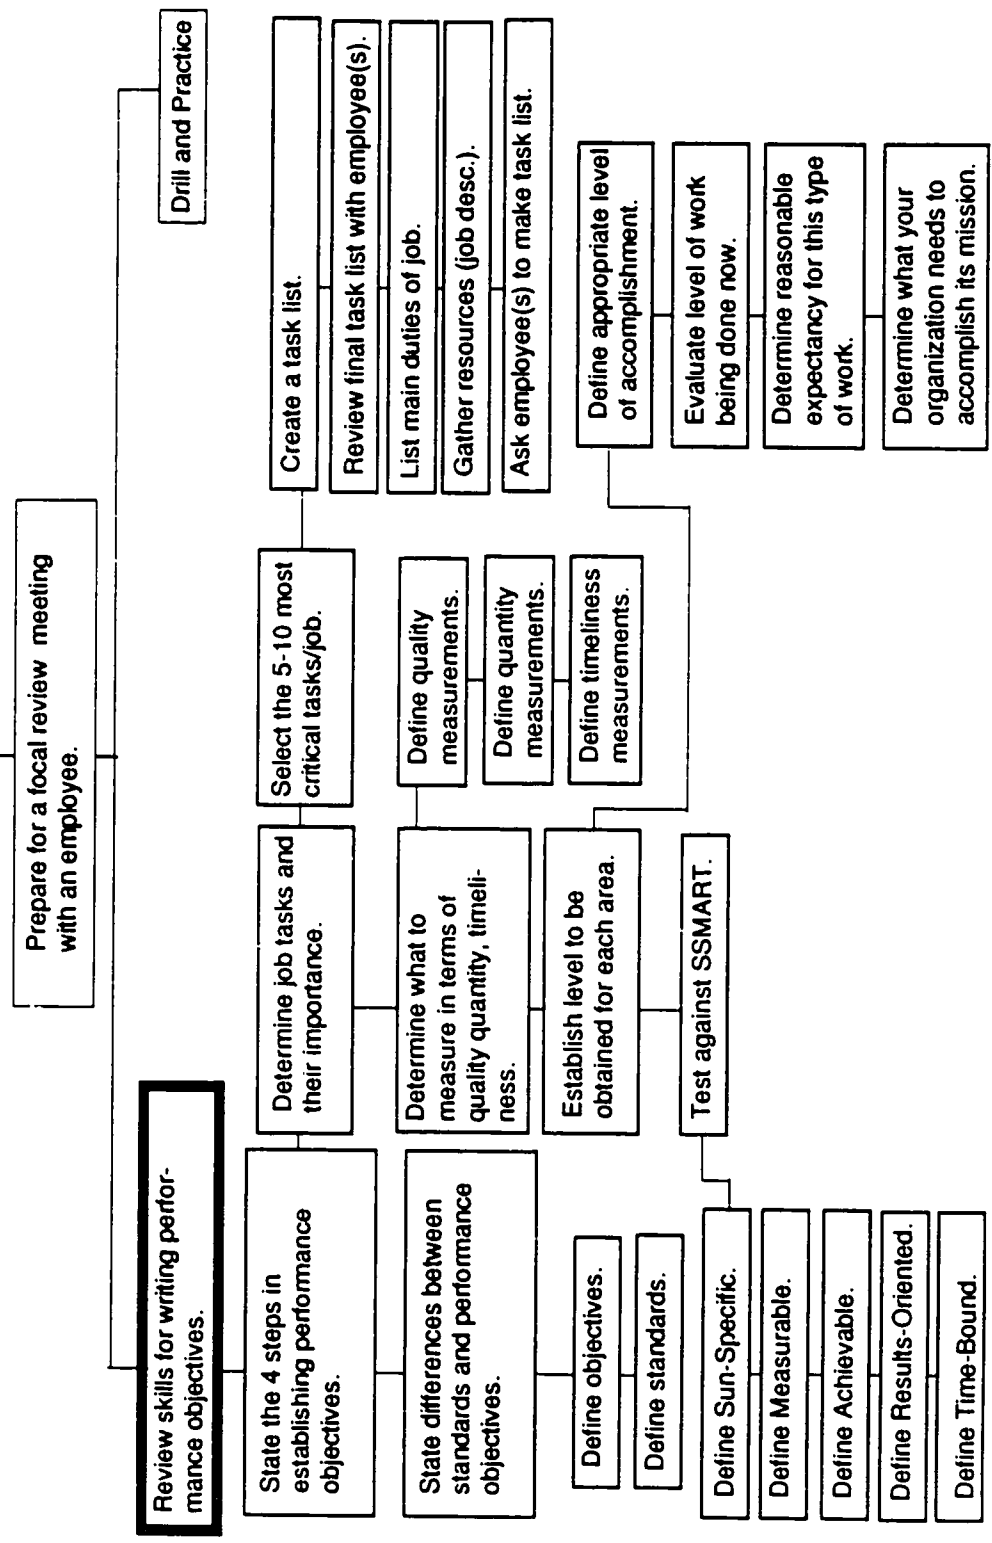 Prepare for a focal review meeting
with an employee.
Review skills for writing perfor-
mance objectives.
Drill and Practice
State the 4 steps in
establishing performance
objectives.
Determine job tasks and
their importance.
Select the 5-10 most
critical tasks/job.
Create a task list.
Review final task list with employee(s).
List main duties of job.
Gather resources (job desc.).
Ask employee(s) to make task list.
State differences between
standards and performance
objectives.
Determine what to
measure in terms of
quality quantity, timeli-
ness.
Define quality
measurements.
Define quantity
measurements.
Define timeliness
measurements.
Establish level to be
obtained for each area.
Define appropriate level
of accomplishment.
Evaluate level of work
being done now.
Determine reasonable
expectancy for this type
of work.
Determine what your
organization needs to
accomplish its mission.
Define objectives.
Define standards.
Test against SSMART.
Define Sun-Specific.
Define Measurable.
Define Achievable.
Define Results-Oriented.
Define Time-Bound.